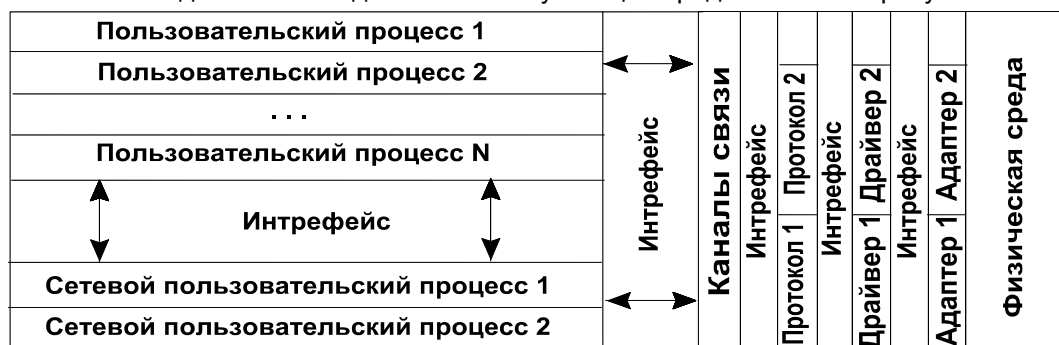 Пользовательский процесс 1
Пользовательский процесс 2
...
Пользовательский процесс N
Интрефейс
Сетевой пользовательский процесс 1
Сетевой пользовательский процесс 2
Интрефейс
Каналы связи
Интрефейс
Протокол 1
Протокол 2
Интрефейс
Драйвер 1
Драйвер 2
Интрефейс
Адаптер 1
Адаптер 2
Физическая среда